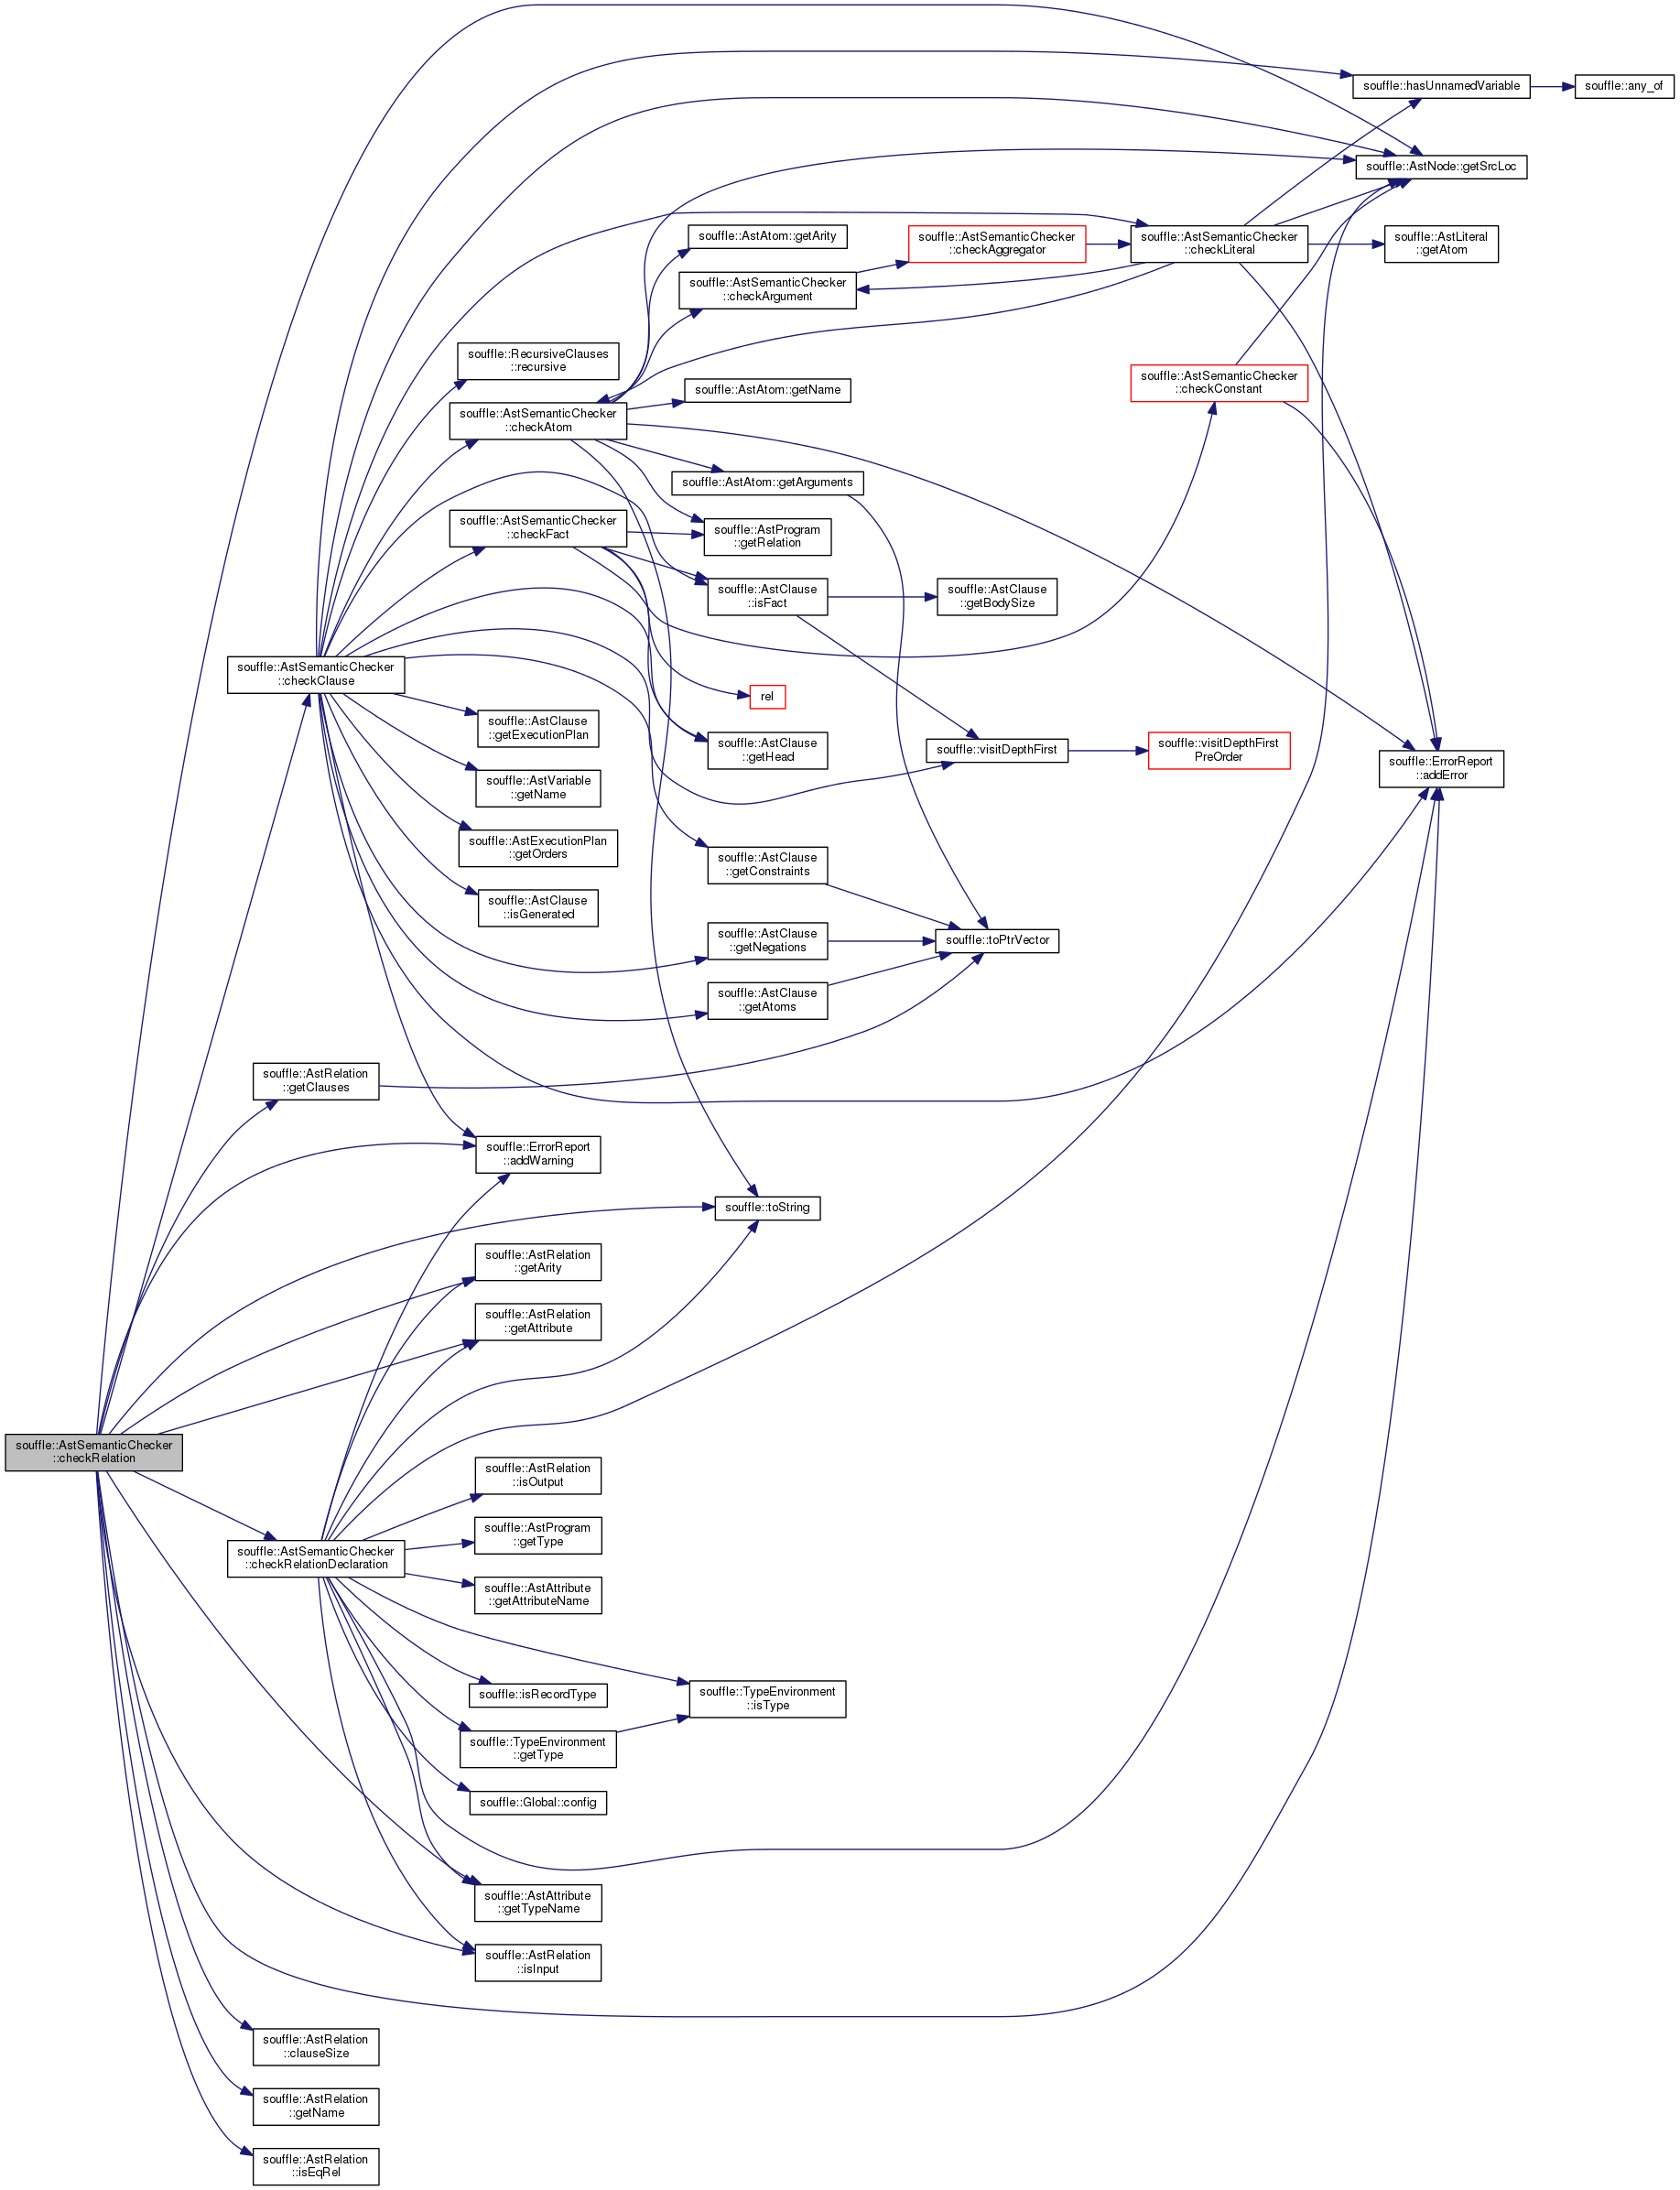 souffle::hasUnnamedVariable
souffle::any_of
souffle::AstNode::getSrcLoc
souffle::AstAtom::getArity
souffle::AstSemanticChecker
::checkAggregator
souffle::AstSemanticChecker
::checkLiteral
souffle::AstLiteral
::getAtom
souffle::AstSemanticChecker
::checkArgument
souffle::RecursiveClauses
::recursive
souffle::AstAtom::getName
souffle::AstSemanticChecker
::checkConstant
souffle::AstSemanticChecker
::checkAtom
souffle::AstAtom::getArguments
souffle::AstSemanticChecker
::checkFact
souffle::AstProgram
::getRelation
souffle::AstClause
::isFact
souffle::AstClause
::getBodySize
souffle::AstSemanticChecker
::checkClause
rel
souffle::AstClause
::getExecutionPlan
souffle::AstClause
::getHead
souffle::visitDepthFirst
souffle::visitDepthFirst
PreOrder
souffle::ErrorReport
::addError
souffle::AstVariable
::getName
souffle::AstExecutionPlan
::getOrders
souffle::AstClause
::getConstraints
souffle::AstClause
::isGenerated
souffle::AstClause
::getNegations
souffle::toPtrVector
souffle::AstClause
::getAtoms
souffle::AstRelation
::getClauses
souffle::ErrorReport
::addWarning
souffle::toString
souffle::AstRelation
::getArity
souffle::AstRelation
::getAttribute
souffle::AstSemanticChecker
::checkRelation
souffle::AstRelation
::isOutput
souffle::AstProgram
::getType
souffle::AstSemanticChecker
::checkRelationDeclaration
souffle::AstAttribute
::getAttributeName
souffle::isRecordType
souffle::TypeEnvironment
::isType
souffle::TypeEnvironment
::getType
souffle::Global::config
souffle::AstAttribute
::getTypeName
souffle::AstRelation
::isInput
souffle::AstRelation
::clauseSize
souffle::AstRelation
::getName
souffle::AstRelation
::isEqRel